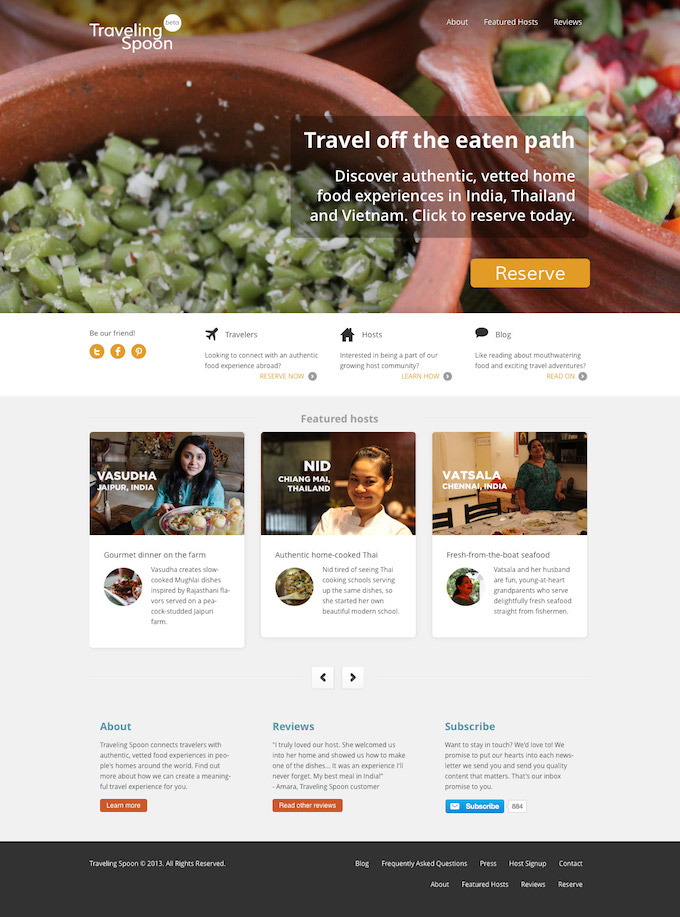 Traveling
beta
Spoon
About
Featured Hosts
Reviews
Travel off the eaten path
Discover authentic, vetted home
food experiences in India, Thailand
and Vietnam. Click to reserve today.
Reserve
Be our friend!
Travelers
Looking to connect with an authentic
food experience abroad?
RESERVE NOW
Hosts
Interested in being a part of our
growing host community?
LEARN HOW
Blog
Like reading about mouthwatering
food and exciting travel adventures?
READ ON
Featured hosts
VASUDHA
JAIPUR, INDIA
Gourmet dinner on the farm
Vasudha creates slow-
cooked Mughlai dishes
inspired by Rajasthani fla-
vors served on a pea-
cock-studded Jaipuri
farm.
NID
CHIANG MAI,
THAILAND
Authentic home-cooked Thai
Nid tired of seeing Thai
cooking schools serving
up the same dishes, so
she started her own
beautiful modern school.
VATSALA
CHENNAI, INDIA
Fresh-from-the-boat seafood
Vatsala and her husband
are fun, young-at-heart
grandparents who serve
delightfully fresh seafood
straight from fishermen.
About
Traveling Spoon connects travelers with
authentic, vetted food experiences in peo-
ple's homes around the world. Find out
more about how we can create a meaning-
ful travel experience for you.
Learn more
Reviews
"I truly loved our host. She welcomed us
into her home and showed us how to make
one of the dishes... It was an experience I'll
never forget. My best meal in India!"
- Amara, Traveling Spoon customer
Read other reviews
Subscribe
Want to stay in touch? We'd love to! We
promise to put our hearts into each news-
letter we send you and send you quality
content that matters. That's our inbox
promise to you.
Subscribe
884
Traveling Spoon © 2013. All Rights Reserved.
Blog
Frequently Asked Questions
Press
Host Signup
Contact
About
Featured Hosts
Reviews
Reserve